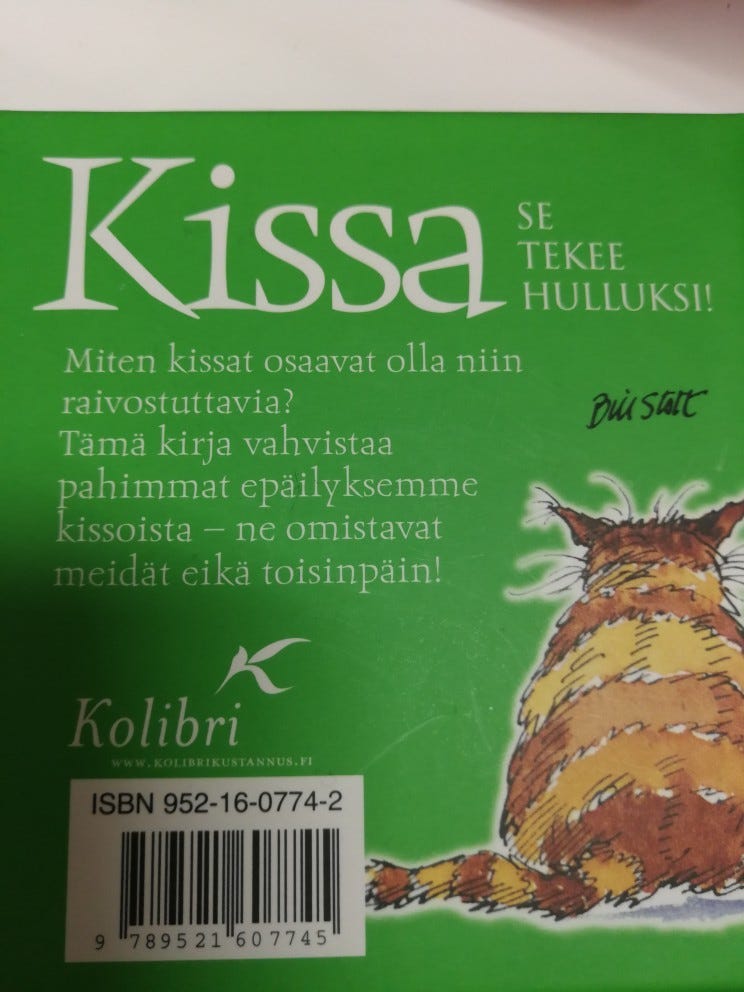 Kissa
SE
TEKEE
HULLUKSI!
Miten kissat osaavat olla niin
raivostuttavia?
Tämä kirja vahvistaa
pahimmat epäilyksemme
kissoista – ne omistavat
meidät eikä toisinpäin!
Bill Stott
Kolibri
WWW.KOLIBRIKUSTANNUS.FI
ISBN 952-16-0774-2
9 789521 607745